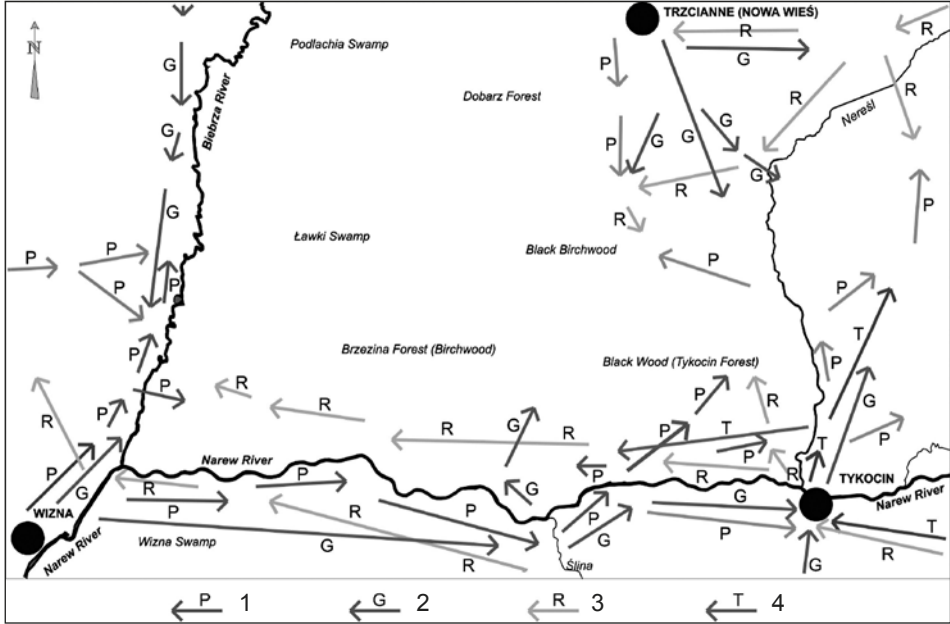 G
TRZCIANNE (NOWA WIEŚ)
R
R
N
Podlachia Swamp
G
P
G
Biebrza River
Dobarz Forest
R
R
Nereśl
G
P
G
G
G
G
R
G
P
R
Ławki Swamp
Black Birchwood
P
P
P
P
P
P
T
Brzezina Forest (Birchwood)
Black Wood (Tykocin Forest)
P
P
P
R
R
P
G
P
R
R
G
R
R
P
T
P
T
P
Narew River
P
P
R
R
TYKOCIN
P
G
R
P
G
G
Narew River
WIZNA
P
R
P
P
P
T
Narew River
Wizna Swamp
G
G
R
R
Ślina
G
P 1
G 2
R 3
T 4